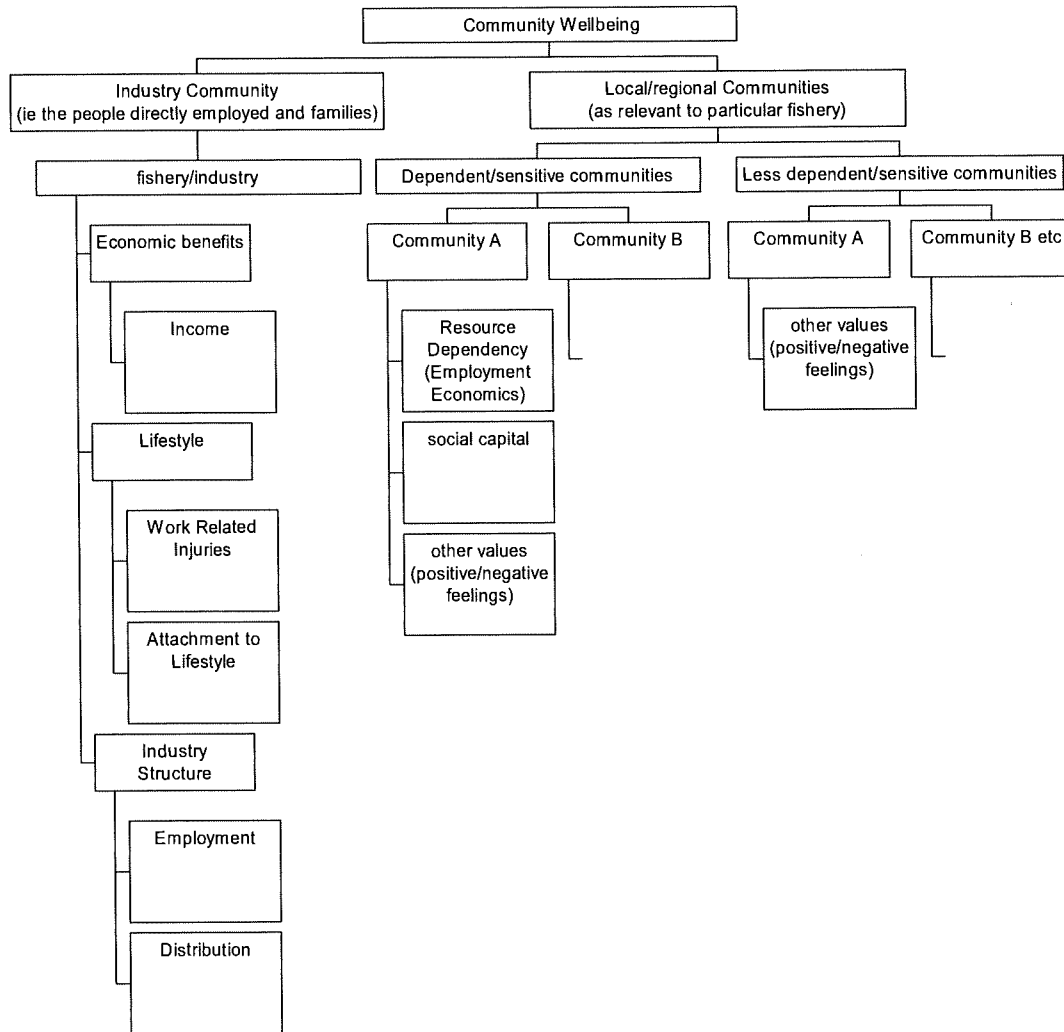 Community Wellbeing
Industry Community
(ie the people directly employed and families)
Local/regional Communities
(as relevant to particular fishery)
fishery/industry
Dependent/sensitive communities
Less dependent/sensitive communities
Economic benefits
Community A
Community B
Community A
Community B etc
Income
Resource
Dependency
(Employment
Economics)
other values
(positive/negative
feelings)
Lifestyle
social capital
Work Related
Injuries
other values
(positive/negative
feelings)
Attachment to
Lifestyle
Industry
Structure
Employment
Distribution